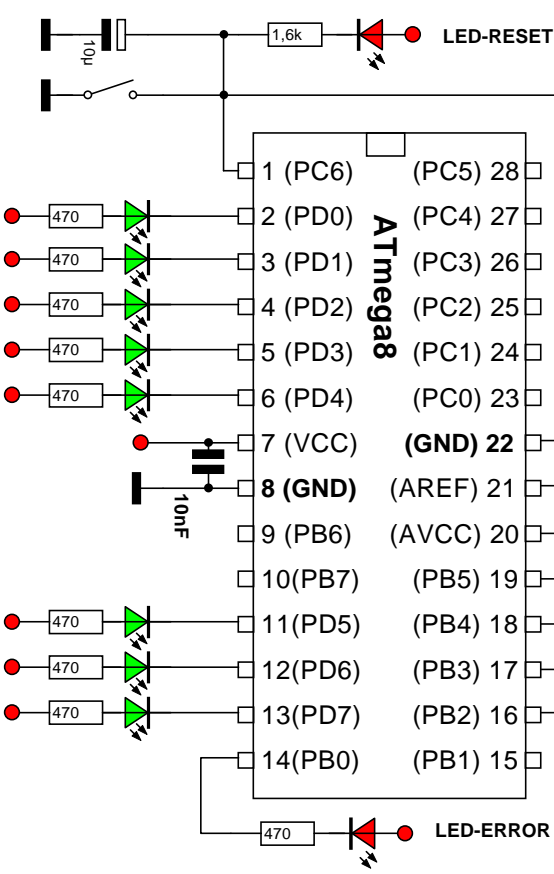 10µ
1,6k
LED-RESET
ATmega8
1 (PC6)
(PC5) 28
470
2 (PD0)
(PC4) 27
470
3 (PD1)
(PC3) 26
470
4 (PD2)
(PC2) 25
470
5 (PD3)
(PC1) 24
470
6 (PD4)
(PC0) 23
7 (VCC)
(GND) 22
8 (GND)
(AREF) 21
10nF
9 (PB6)
(AVCC) 20
10(PB7)
(PB5) 19
470
11(PD5)
(PB4) 18
470
12(PD6)
(PB3) 17
470
13(PD7)
(PB2) 16
14(PB0)
(PB1) 15
470
LED-ERROR